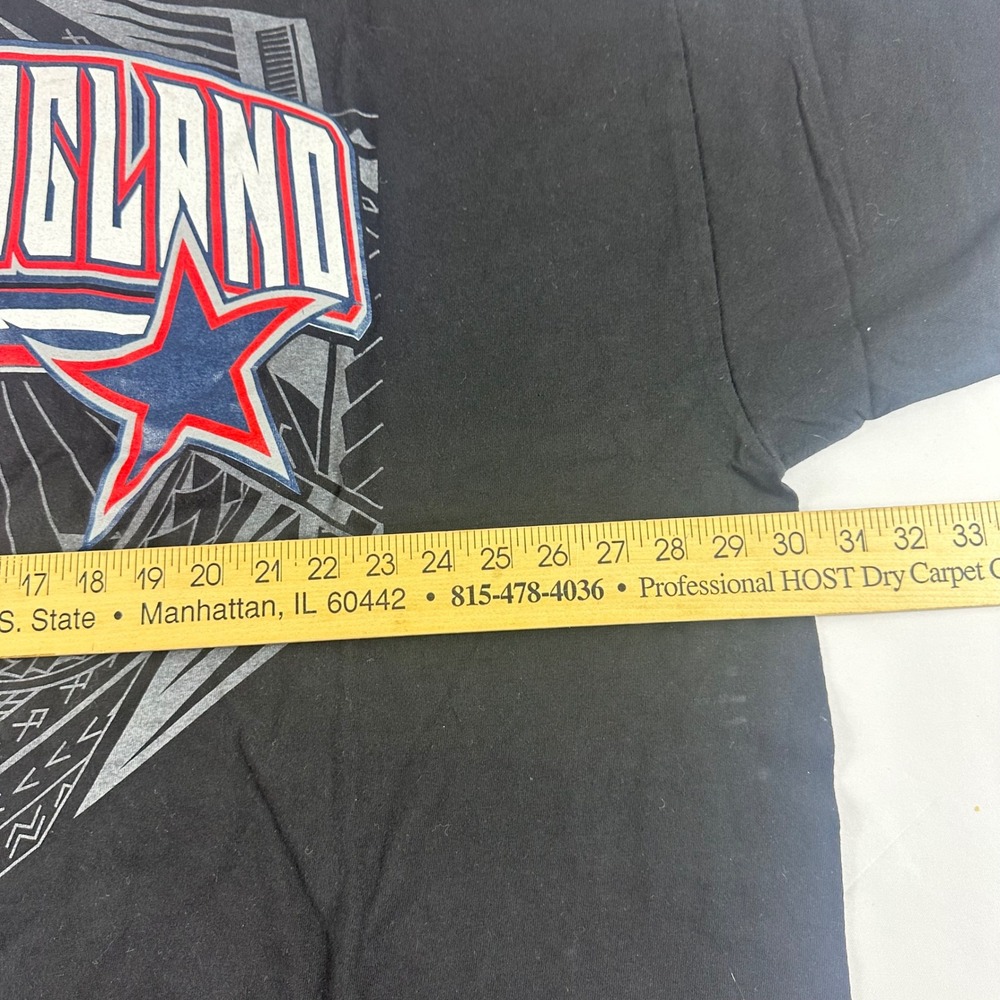 NGLAND
17 18 19 20 21 22 23 24 25 26 27 28 29 30 31 32 33
S. State • Manhattan, IL 60442 • 815-478-4036 • Professional HOST Dry Carpet C